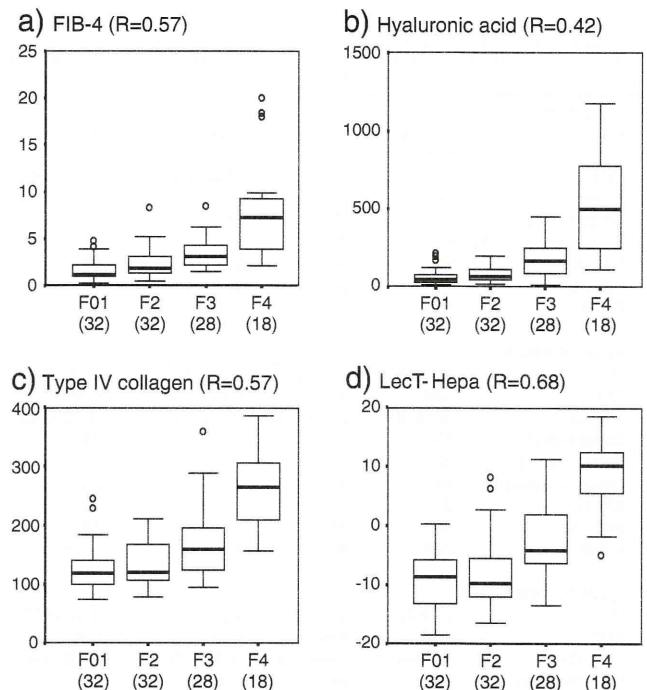 a) FIB-4 (R=0.57)
25
20
15
10
5
0
F01 F2 F3 F4
(32) (32) (28) (18)
b) Hyaluronic acid (R=0.42)
1500
1000
500
0
F01 F2 F3 F4
(32) (32) (28) (18)
c) Type IV collagen (R=0.57)
400
300
200
100
0
F01 F2 F3 F4
(32) (32) (28) (18)
d) LecT-Hepa (R=0.68)
20
10
0
-10
-20
F01 F2 F3 F4
(32) (32) (28) (18)